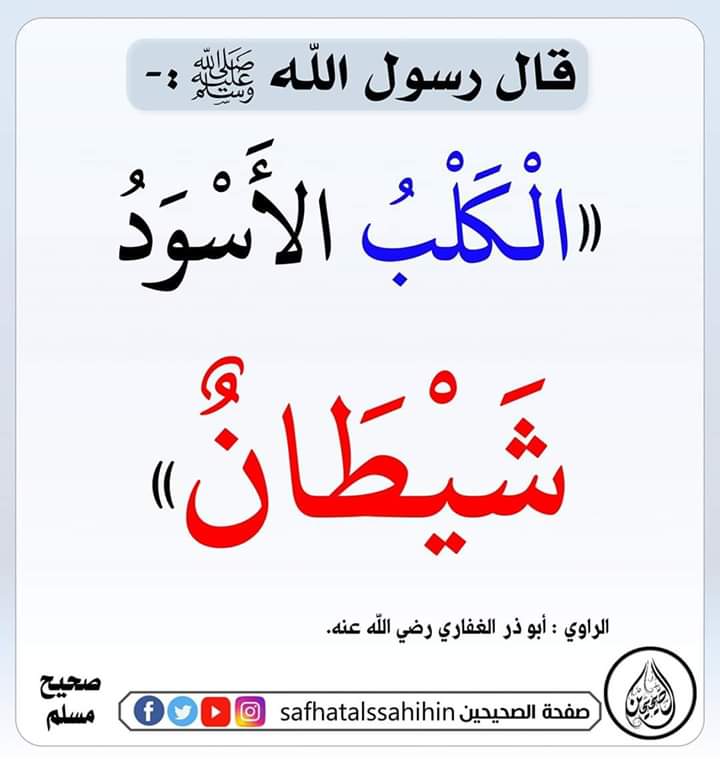 قال رسول الله ﷺ :-
((الْكَلْبُ الأَسْوَدُ
شَيْطَانٌ))
الراوي : أبو ذر الغفاري رضي الله عنه.
صحيح
مسلم
صفحة الصحيحين safhatalssahihin
الصحيحين